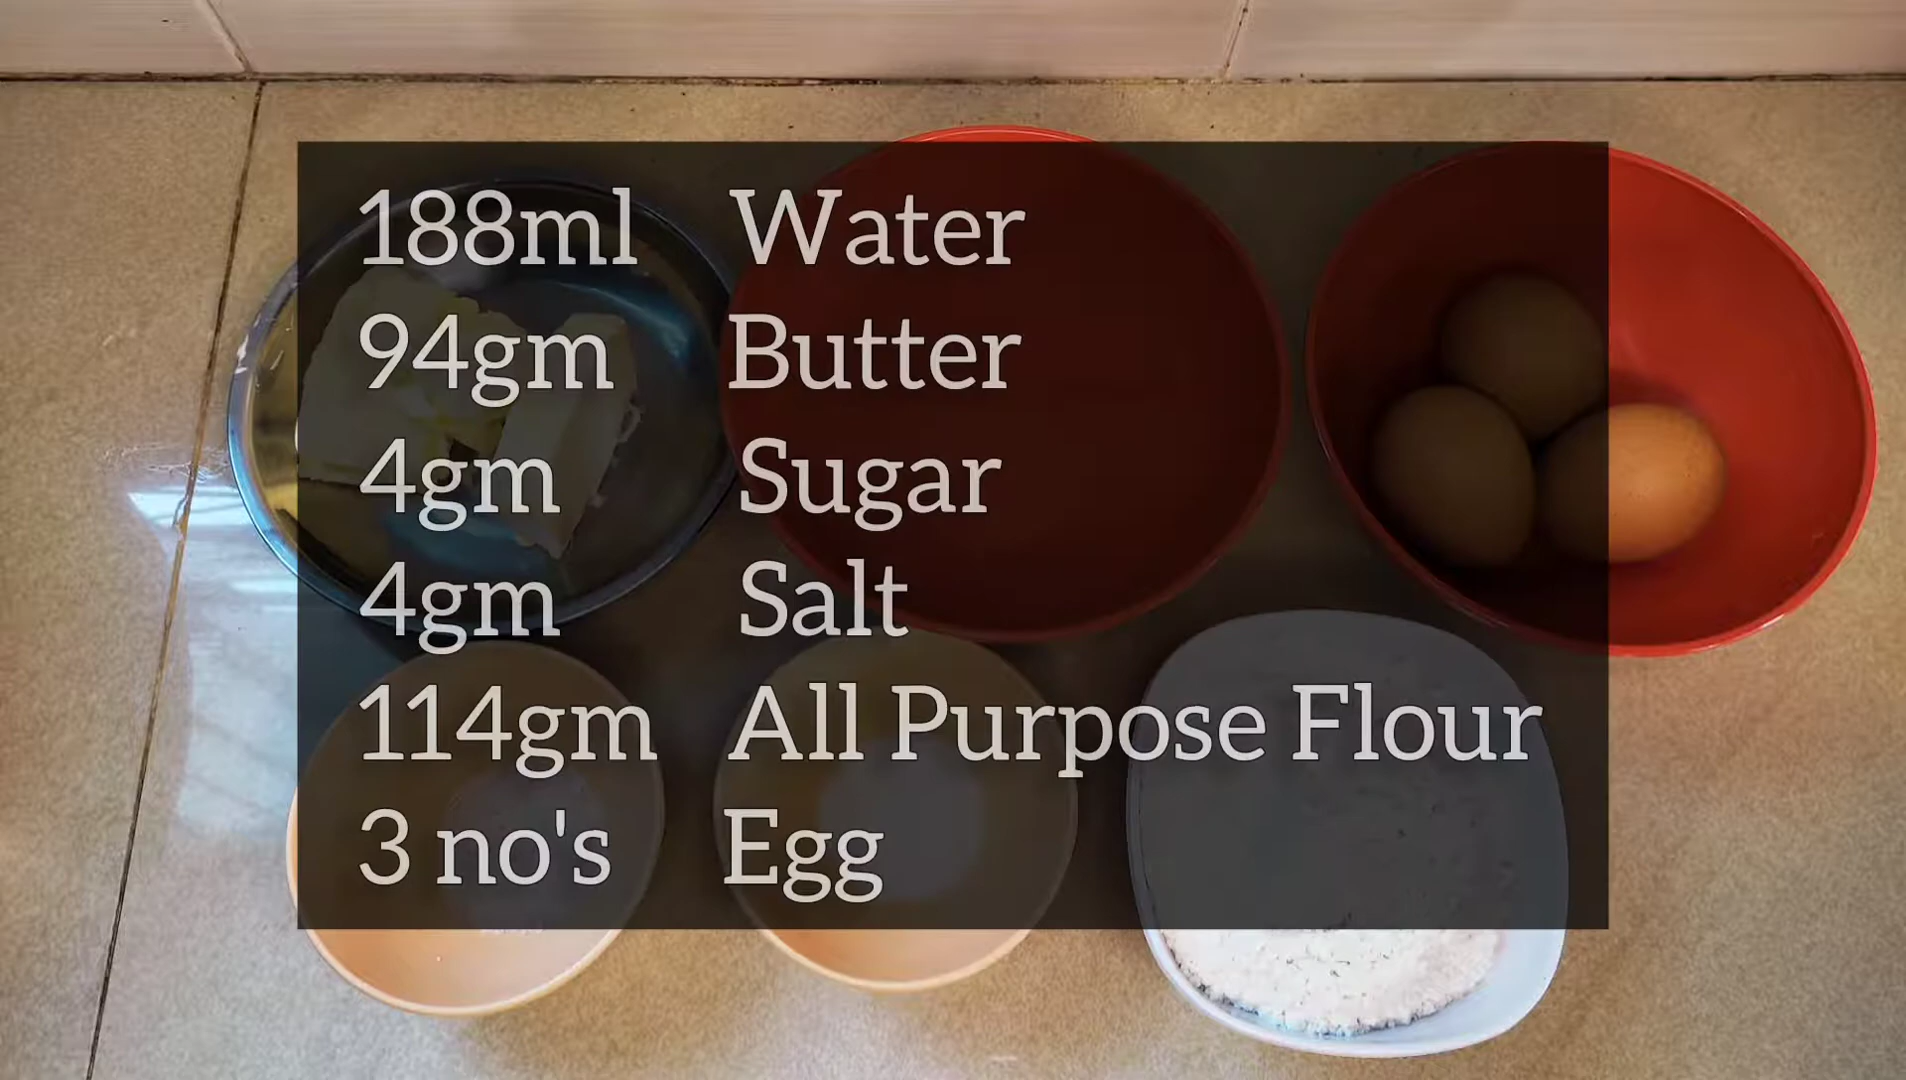 188ml Water
94gm Butter
4gm Sugar
4gm Salt
114gm All Purpose Flour
3 no's Egg